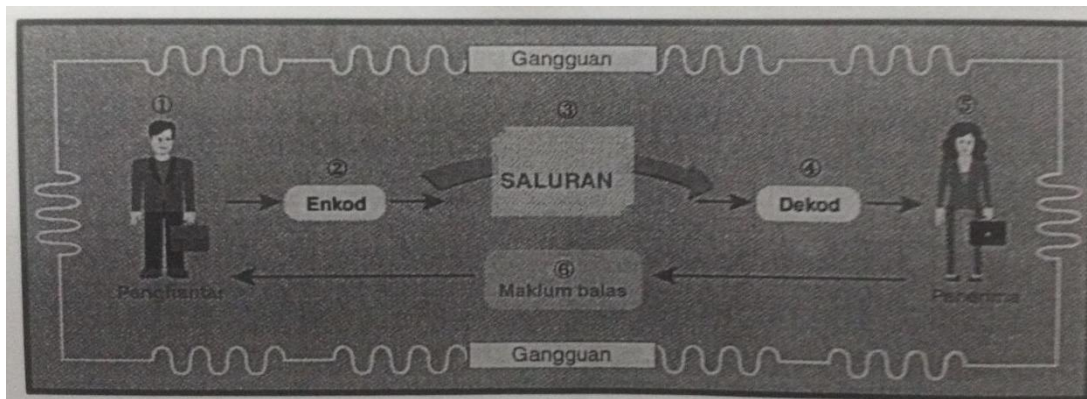 Gangguan
①
②
③
④
⑤
SALURAN
Enkod
Dekod
⑥
Maklum balas
Penghantar
Penerima
Gangguan